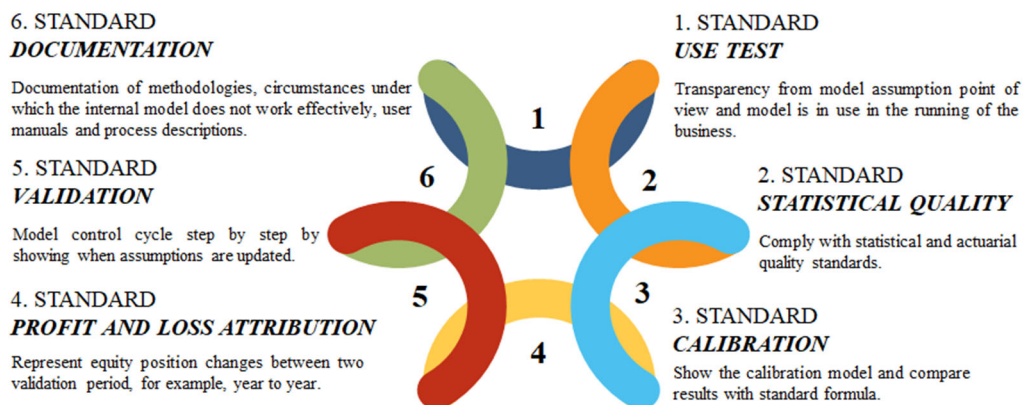 6. STANDARD
DOCUMENTATION
Documentation of methodologies, circumstances under
which the internal model does not work effectively, user
manuals and process descriptions.
5. STANDARD
VALIDATION
Model control cycle step by step by
showing when assumptions are updated.
4. STANDARD
PROFIT AND LOSS ATTRIBUTION
Represent equity position changes between two
validation period, for example, year to year.
1
2
3
4
5
6
1. STANDARD
USE TEST
Transparency from model assumption point of
view and model is in use in the running of the
business.
2. STANDARD
STATISTICAL QUALITY
Comply with statistical and actuarial
quality standards.
3. STANDARD
CALIBRATION
Show the calibration model and compare
results with standard formula.